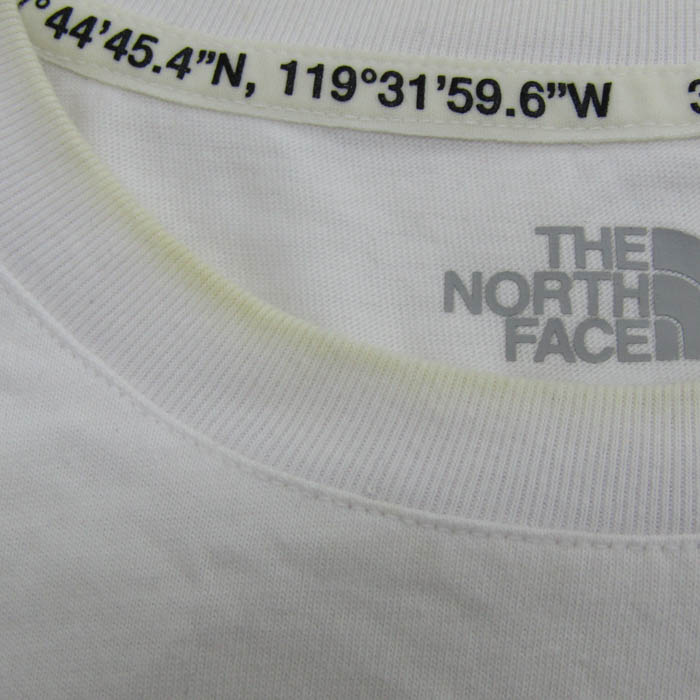 °44'45.4"N, 119°31'59.6"W
THE
NORTH
FACE